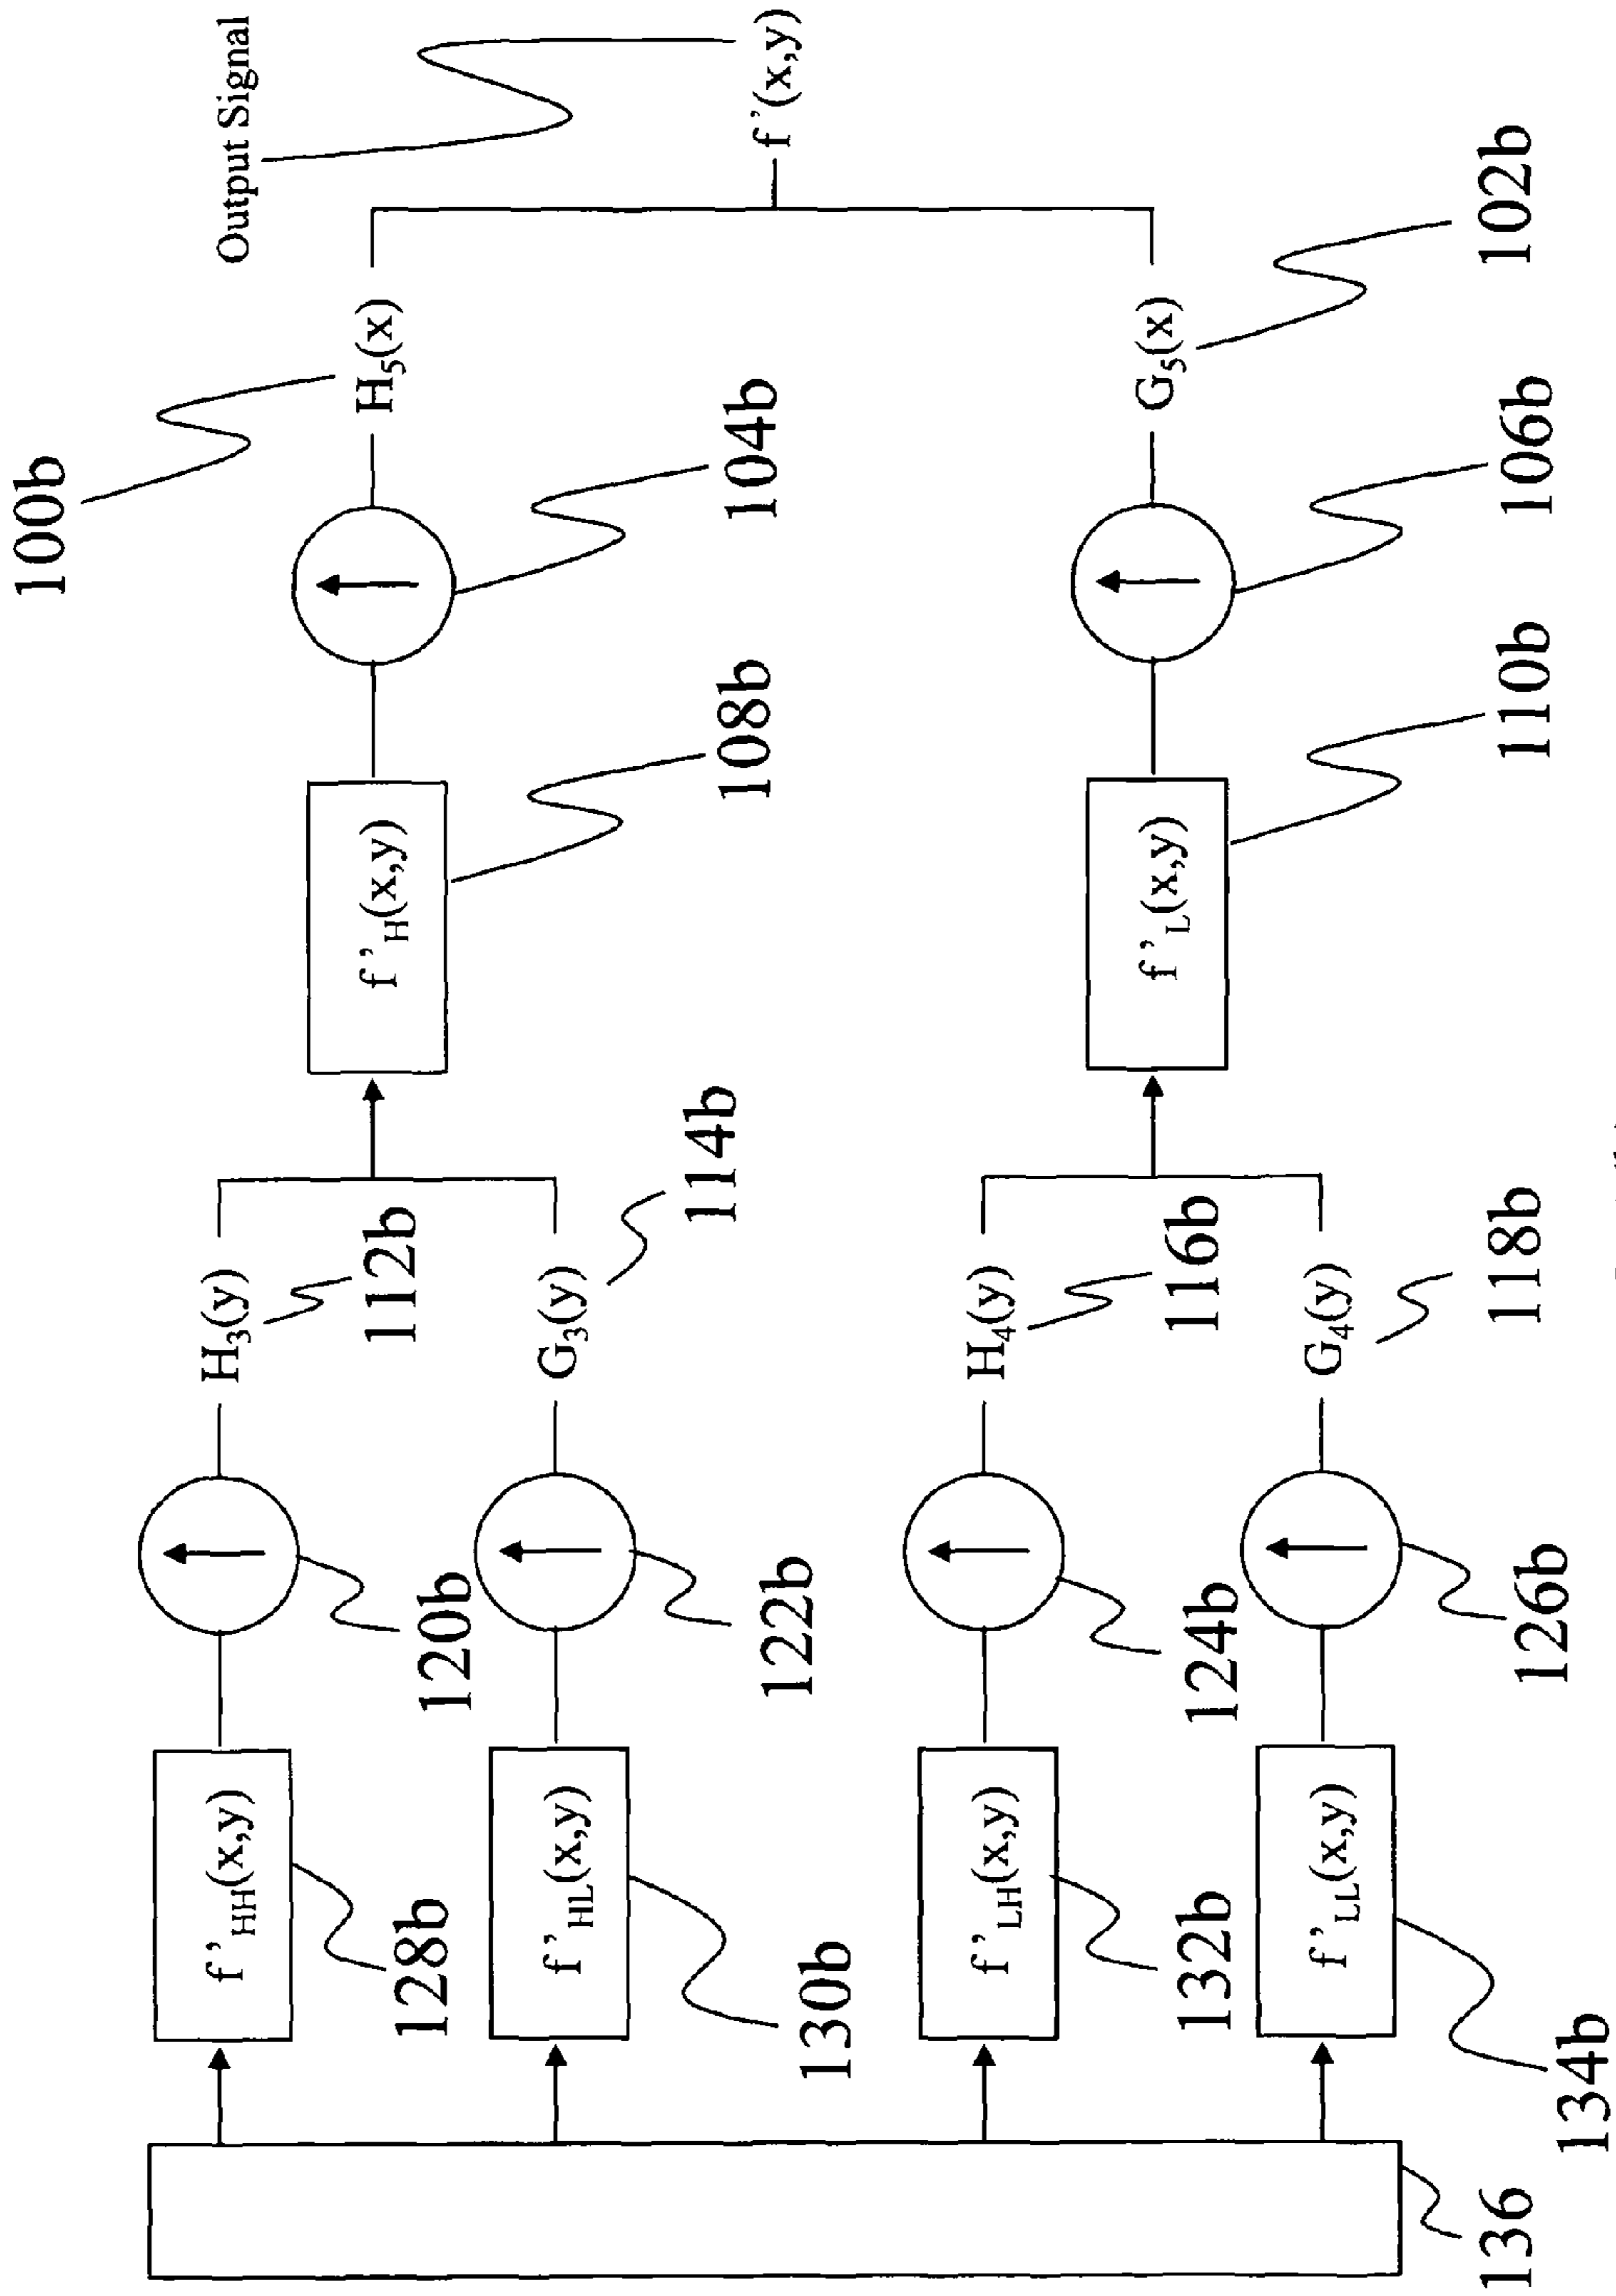 Output Signal
f'(x,y)
100b
H5(x)
104b
108b
f'H(x,y)
G5(x)
102b
106b
110b
f'L(x,y)
H3(y)
112b
G3(y)
114b
H4(y)
116b
G4(y)
118b
120b
122b
124b
126b
f'HH(x,y)
128b
f'HL(x,y)
130b
f'LH(x,y)
132b
f'LL(x,y)
134b
136